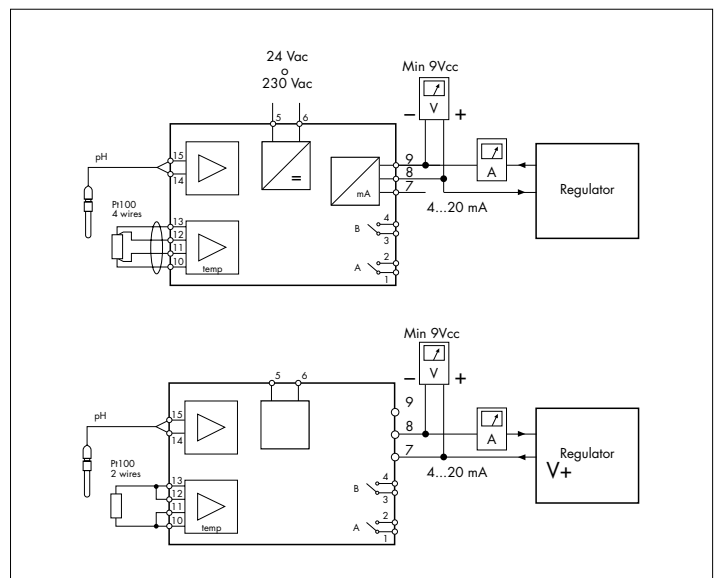 24 Vac
o
230 Vac
Min 9Vcc
V
- +
5 6
pH
15
14
=
9
8
7
mA
A
Regulator
4...20 mA
Pt100
4 wires
13
12
11
10
temp
B
4
3
A
2
1
Min 9Vcc
V
- +
5 6
pH
15
14
9
8
7
A
Regulator
V+
4...20 mA
Pt100
2 wires
13
12
11
10
temp
B
4
3
A
2
1